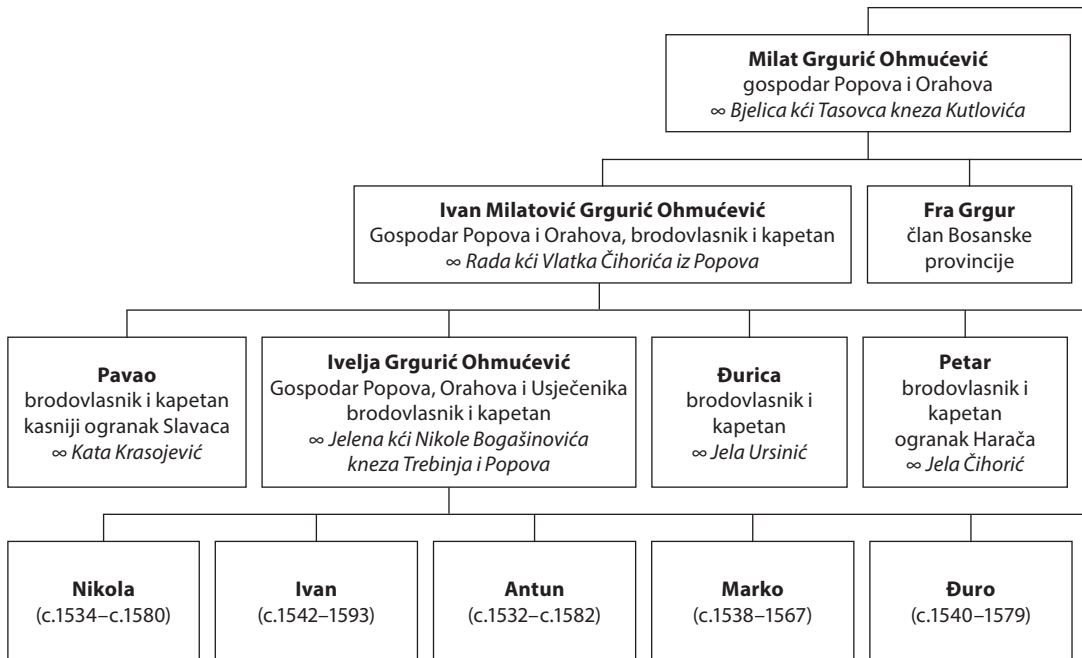 Milat Grgurić Ohmućević
gospodar Popova i Orahova
∞ Bjelica kći Tasovca kneza Kutlovića
Ivan Milatović Grgurić Ohmućević
Gospodar Popova i Orahova, brodovlasnik i kapetan
∞ Rada kći Vlatka Čihorića iz Popova
Fra Grgur
član Bosanske
provincije
Pavao
brodovlasnik i kapetan
kasniji ogranak Slavaca
∞ Kata Krasojević
Ivelja Grgurić Ohmućević
Gospodar Popova, Orahova i Usječenika
brodovlasnik i kapetan
∞ Jelena kći Nikole Bogašinovića
kneza Trebinja i Popova
Đurica
brodovlasnik i
kapetan
∞ Jela Ursinić
Petar
brodovlasnik i
kapetan
ogranak Harača
∞ Jela Čihorić
Nikola
(c.1534–c.1580)
Ivan
(c.1542–1593)
Antun
(c.1532–c.1582)
Marko
(c.1538–1567)
Đuro
(c.1540–1579)